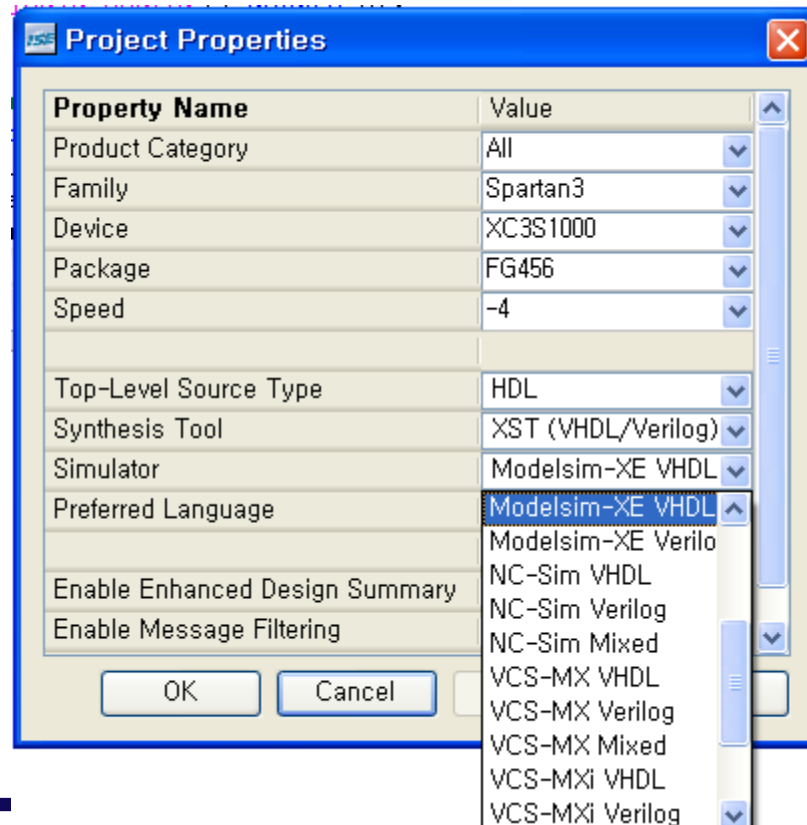 ISE Project Properties
Property Name Value
Product Category All
Family Spartan3
Device XC3S1000
Package FG456
Speed -4
Top-Level Source Type HDL
Synthesis Tool XST (VHDL/Verilog)
Simulator Modelsim-XE VHDL
Preferred Language Modelsim-XE VHDL
Modelsim-XE Verilo
NC-Sim VHDL
Enable Enhanced Design Summary NC-Sim Verilog
Enable Message Filtering NC-Sim Mixed
OK Cancel VCS-MX VHDL
VCS-MX Verilog
VCS-MX Mixed
VCS-MXi VHDL
VCS-MXi Verilog